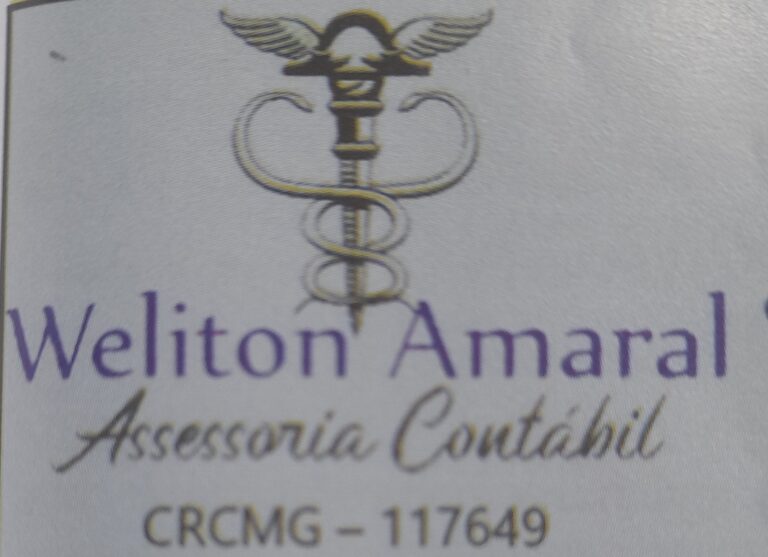 Weliton Amaral
Assessoria Contábil
CRCMG – 117649